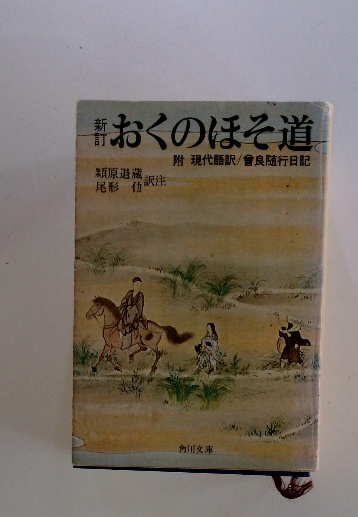 新訂 おくのほそ道
附 現代語訳/曾良随行日記
潁原退蔵
尾形 仂 訳注
角川文庫